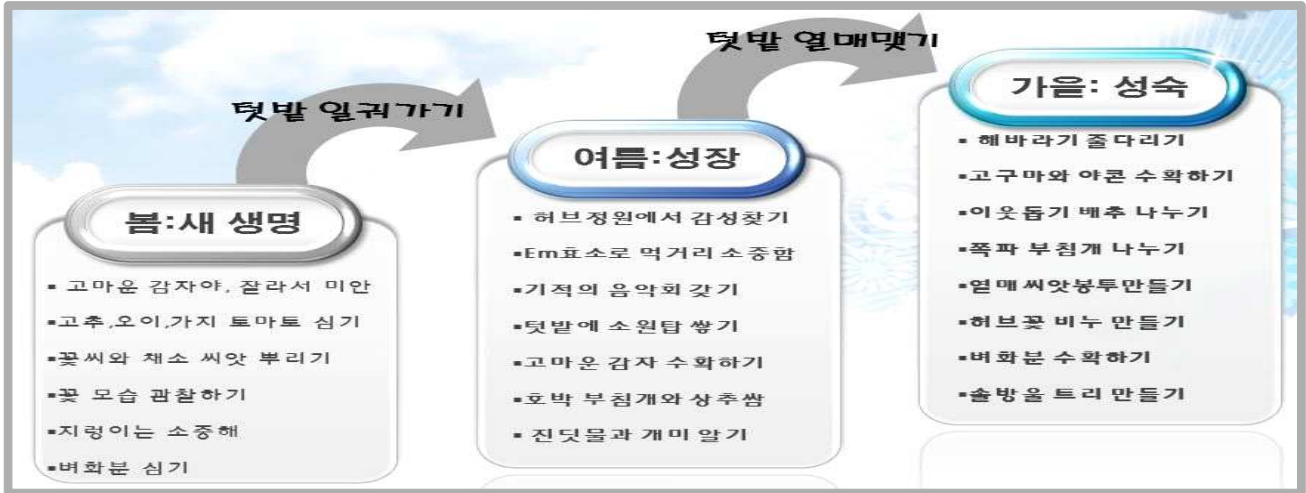 텃밭 일궈가기
텃밭 열매맺기
봄:새 생명
▪ 고마운 감자야, 잘라서 미안
▪고추,오이,가지 토마토 심기
▪꽃씨와 채소 씨앗 뿌리기
▪꽃 모습 관찰하기
▪지렁이는 소중해
▪벼화분 심기
여름:성장
▪ 허브정원에서 감성찾기
▪Em효소로 먹거리 소중함
▪기적의 음악회 갖기
▪텃밭에 소원탑 쌓기
▪고마운 감자 수확하기
▪호박 부침개와 상추쌈
▪ 진딧물과 개미 알기
가을: 성숙
▪ 해바라기 줄다리기
▪고구마와 야콘 수확하기
▪이웃돕기 배추 나누기
▪쪽파 부침개 나누기
▪열매씨앗봉투만들기
▪허브꽃 비누 만들기
▪벼화분 수확하기
▪솔방울 트리 만들기